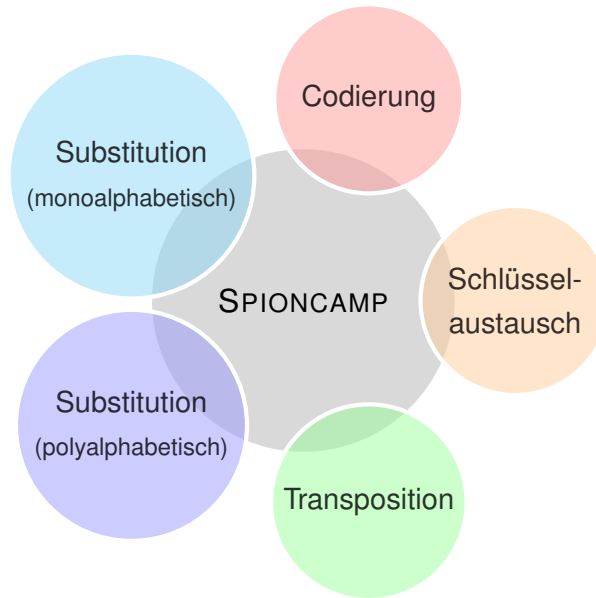 Codierung
Substitution
(monoalphabetisch)
Schlüssel-
austausch
SPIONCAMP
Substitution
(polyalphabetisch)
Transposition